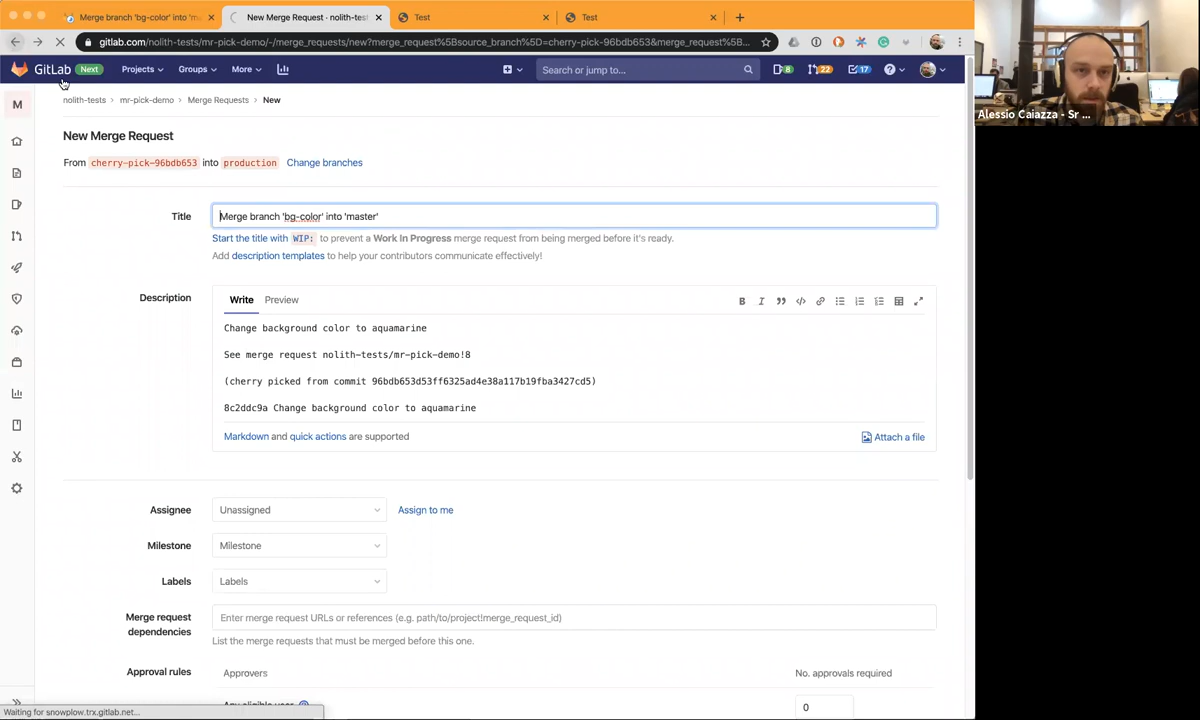 Merge branch 'bg-color' into 'ma
New Merge Request · nolith-tes
Test
Test
gitlab.com/nolith-tests/mr-pick-demo/-/merge_requests/new?merge_request%5Bsource_branch%5D=cherry-pick-96bdb653&merge_request%5B...
GitLab Next Projects Groups More Search or jump to... 8 22 17
M
nolith-tests > mr-pick-demo > Merge Requests > New
New Merge Request
From cherry-pick-96bdb653 into production Change branches
Title Merge branch 'bg-color' into 'master'
Start the title with WIP: to prevent a Work In Progress merge request from being merged before it's ready.
Add description templates to help your contributors communicate effectively!
Description Write Preview
Change background color to aquamarine
See merge request nolith-tests/mr-pick-demo!8
(cherry picked from commit 96bdb653d53ff6325ad4e38a117b19fba3427cd5)
8c2ddc9a Change background color to aquamarine
Markdown and quick actions are supported Attach a file
Assignee Unassigned Assign to me
Milestone Milestone
Labels Labels
Merge request dependencies Enter merge request URLs or references (e.g. path/to/project!merge_request_id)
List the merge requests that must be merged before this one.
Approval rules Approvers No. approvals required
Any eligible user 0
Waiting for snowplow.trx.gitlab.net...
Alessio Caiazza - Sr ...